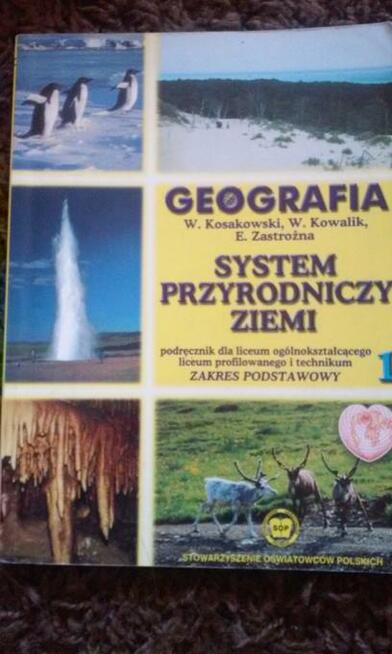 GEOGRAFIA
W. Kosakowski, W. Kowalik,
E. Zastrożna
SYSTEM
PRZYRODNICZY
ZIEMI
podręcznik dla liceum ogólnokształcącego
liceum profilowanego i technikum
ZAKRES PODSTAWOWY
1
SOP
STOWARZYSZENIE OŚWIATOWCÓW POLSKICH